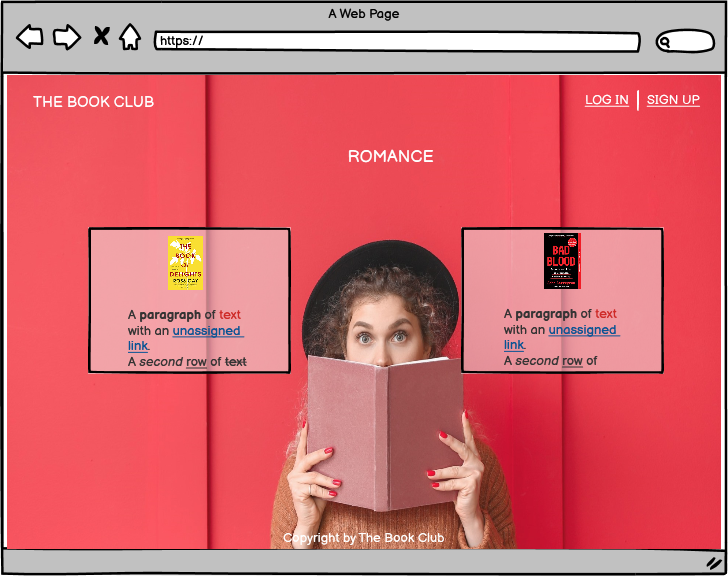 A Web Page
https://
THE BOOK CLUB
LOG IN
SIGN UP
ROMANCE
THE
BOOK
OF
DELIGHTS
ROSS GAY
A paragraph of text
with an unassigned
link.
A second row of text
BAD
BLOOD
A paragraph of text
with an unassigned
link.
A second row of
Copyright by The Book Club